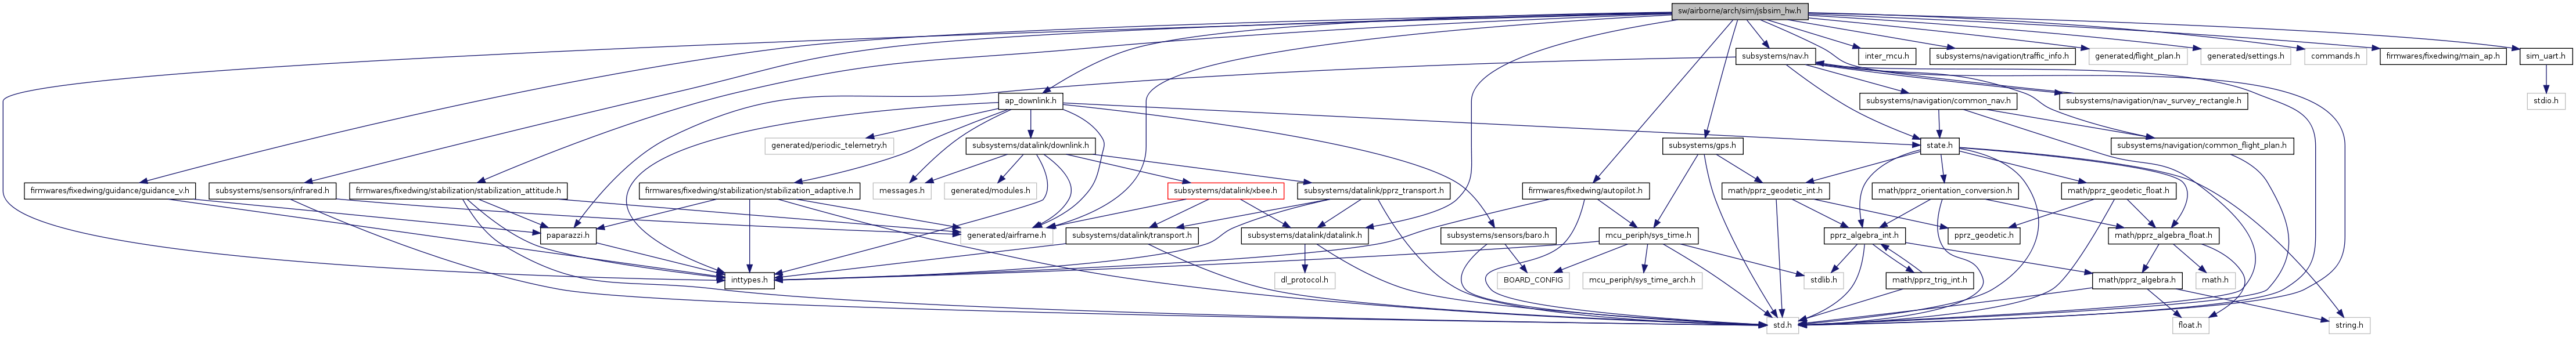 sw/airborne/arch/sim/jsbsim_hw.h
subsystems/nav.h
inter_mcu.h
subsystems/navigation/traffic_info.h
generated/flight_plan.h
generated/settings.h
commands.h
firmwares/fixedwing/main_ap.h
sim_uart.h
ap_downlink.h
subsystems/navigation/common_nav.h
subsystems/navigation/nav_survey_rectangle.h
stdio.h
generated/periodic_telemetry.h
subsystems/datalink/downlink.h
subsystems/gps.h
state.h
subsystems/navigation/common_flight_plan.h
firmwares/fixedwing/guidance/guidance_v.h
subsystems/sensors/infrared.h
firmwares/fixedwing/stabilization/stabilization_attitude.h
firmwares/fixedwing/stabilization/stabilization_adaptive.h
messages.h
generated/modules.h
subsystems/datalink/xbee.h
subsystems/datalink/pprz_transport.h
firmwares/fixedwing/autopilot.h
math/pprz_geodetic_int.h
math/pprz_orientation_conversion.h
math/pprz_geodetic_float.h
paparazzi.h
generated/airframe.h
subsystems/datalink/transport.h
subsystems/datalink/datalink.h
subsystems/sensors/baro.h
mcu_periph/sys_time.h
pprz_algebra_int.h
pprz_geodetic.h
math/pprz_algebra_float.h
inttypes.h
dl_protocol.h
BOARD_CONFIG
mcu_periph/sys_time_arch.h
stdlib.h
math/pprz_trig_int.h
math/pprz_algebra.h
math.h
std.h
float.h
string.h